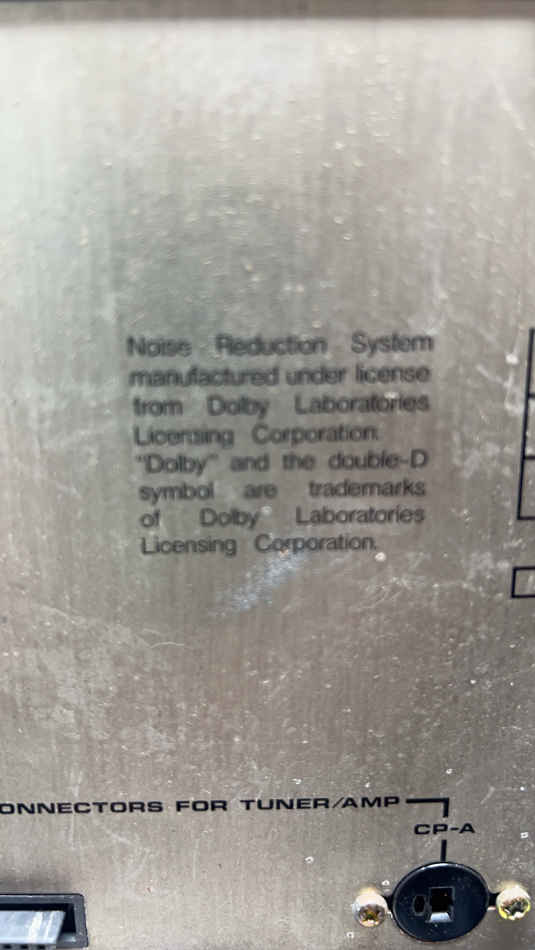 Noise Reduction System
manufactured under license
from Dolby Laboratories
Licensing Corporation.
"Dolby" and the double-D
symbol are trademarks
of Dolby Laboratories
Licensing Corporation.
ONNECTORS FOR TUNER/AMP
CP-A